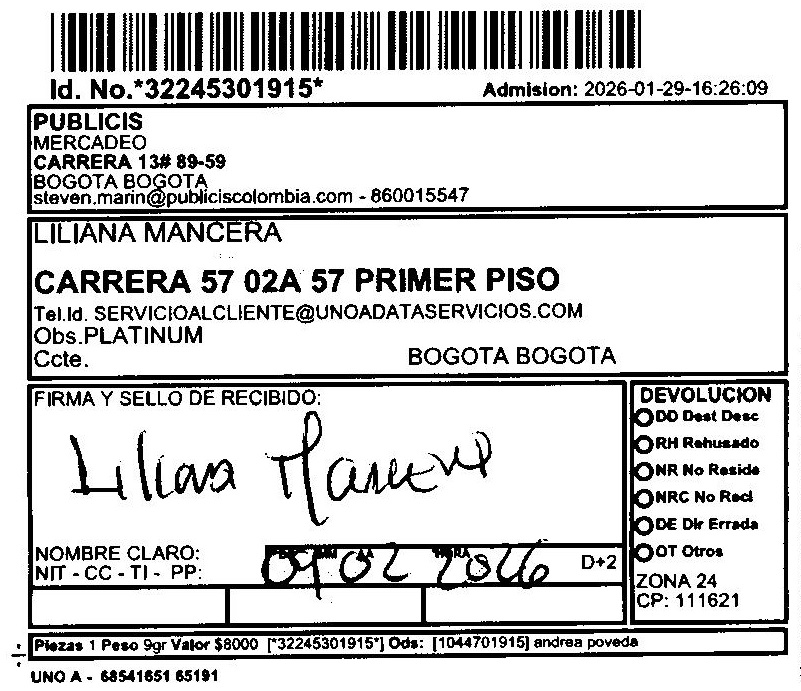 Id. No.*32245301915* Admision: 2026-01-29-16:26:09
PUBLICIS
MERCADEO
CARRERA 13# 89-59
BOGOTA BOGOTA
steven.marin@publiciscolombia.com - 860015547
LILIANA MANCERA
CARRERA 57 02A 57 PRIMER PISO
Tel.Id. SERVICIOALCLIENTE@UNOADATASERVICIOS.COM
Obs.PLATINUM
Ccte. BOGOTA BOGOTA
FIRMA Y SELLO DE RECIBIDO:
Liliana Mancera
NOMBRE CLARO:
NIT - CC - TI - PP:
MM AA HORA
02 2026 D+2
DEVOLUCION
DD Dest Desc
RH Rehusado
NR No Reside
NRC No Recl
DE Dir Errada
OT Otros
ZONA 24
CP: 111621
Piezas 1 Peso 9gr Valor $8000 [*32245301915*] Ods: [1044701915] andrea poveda
UNO A - 68541651 65191